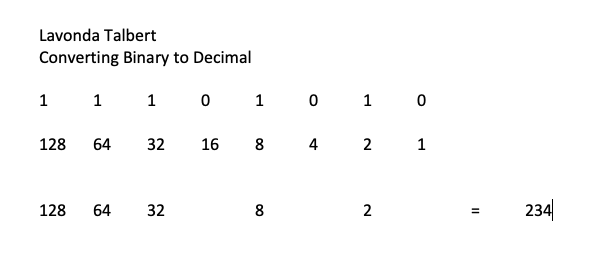 Lavonda Talbert
Converting Binary to Decimal
1 1 1 0 1 0 1 0
128 64 32 16 8 4 2 1
128 64 32 8 2 = 234